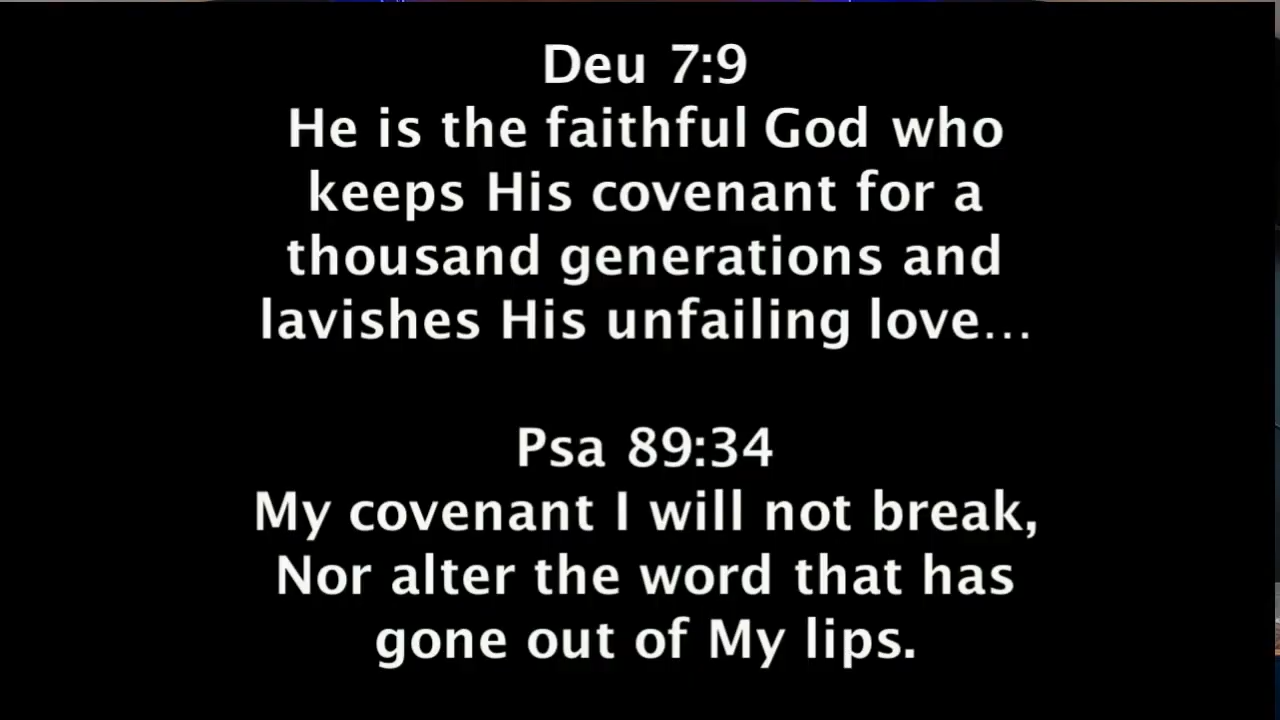 Deu 7:9
He is the faithful God who
keeps His covenant for a
thousand generations and
lavishes His unfailing love...
Psa 89:34
My covenant I will not break,
Nor alter the word that has
gone out of My lips.